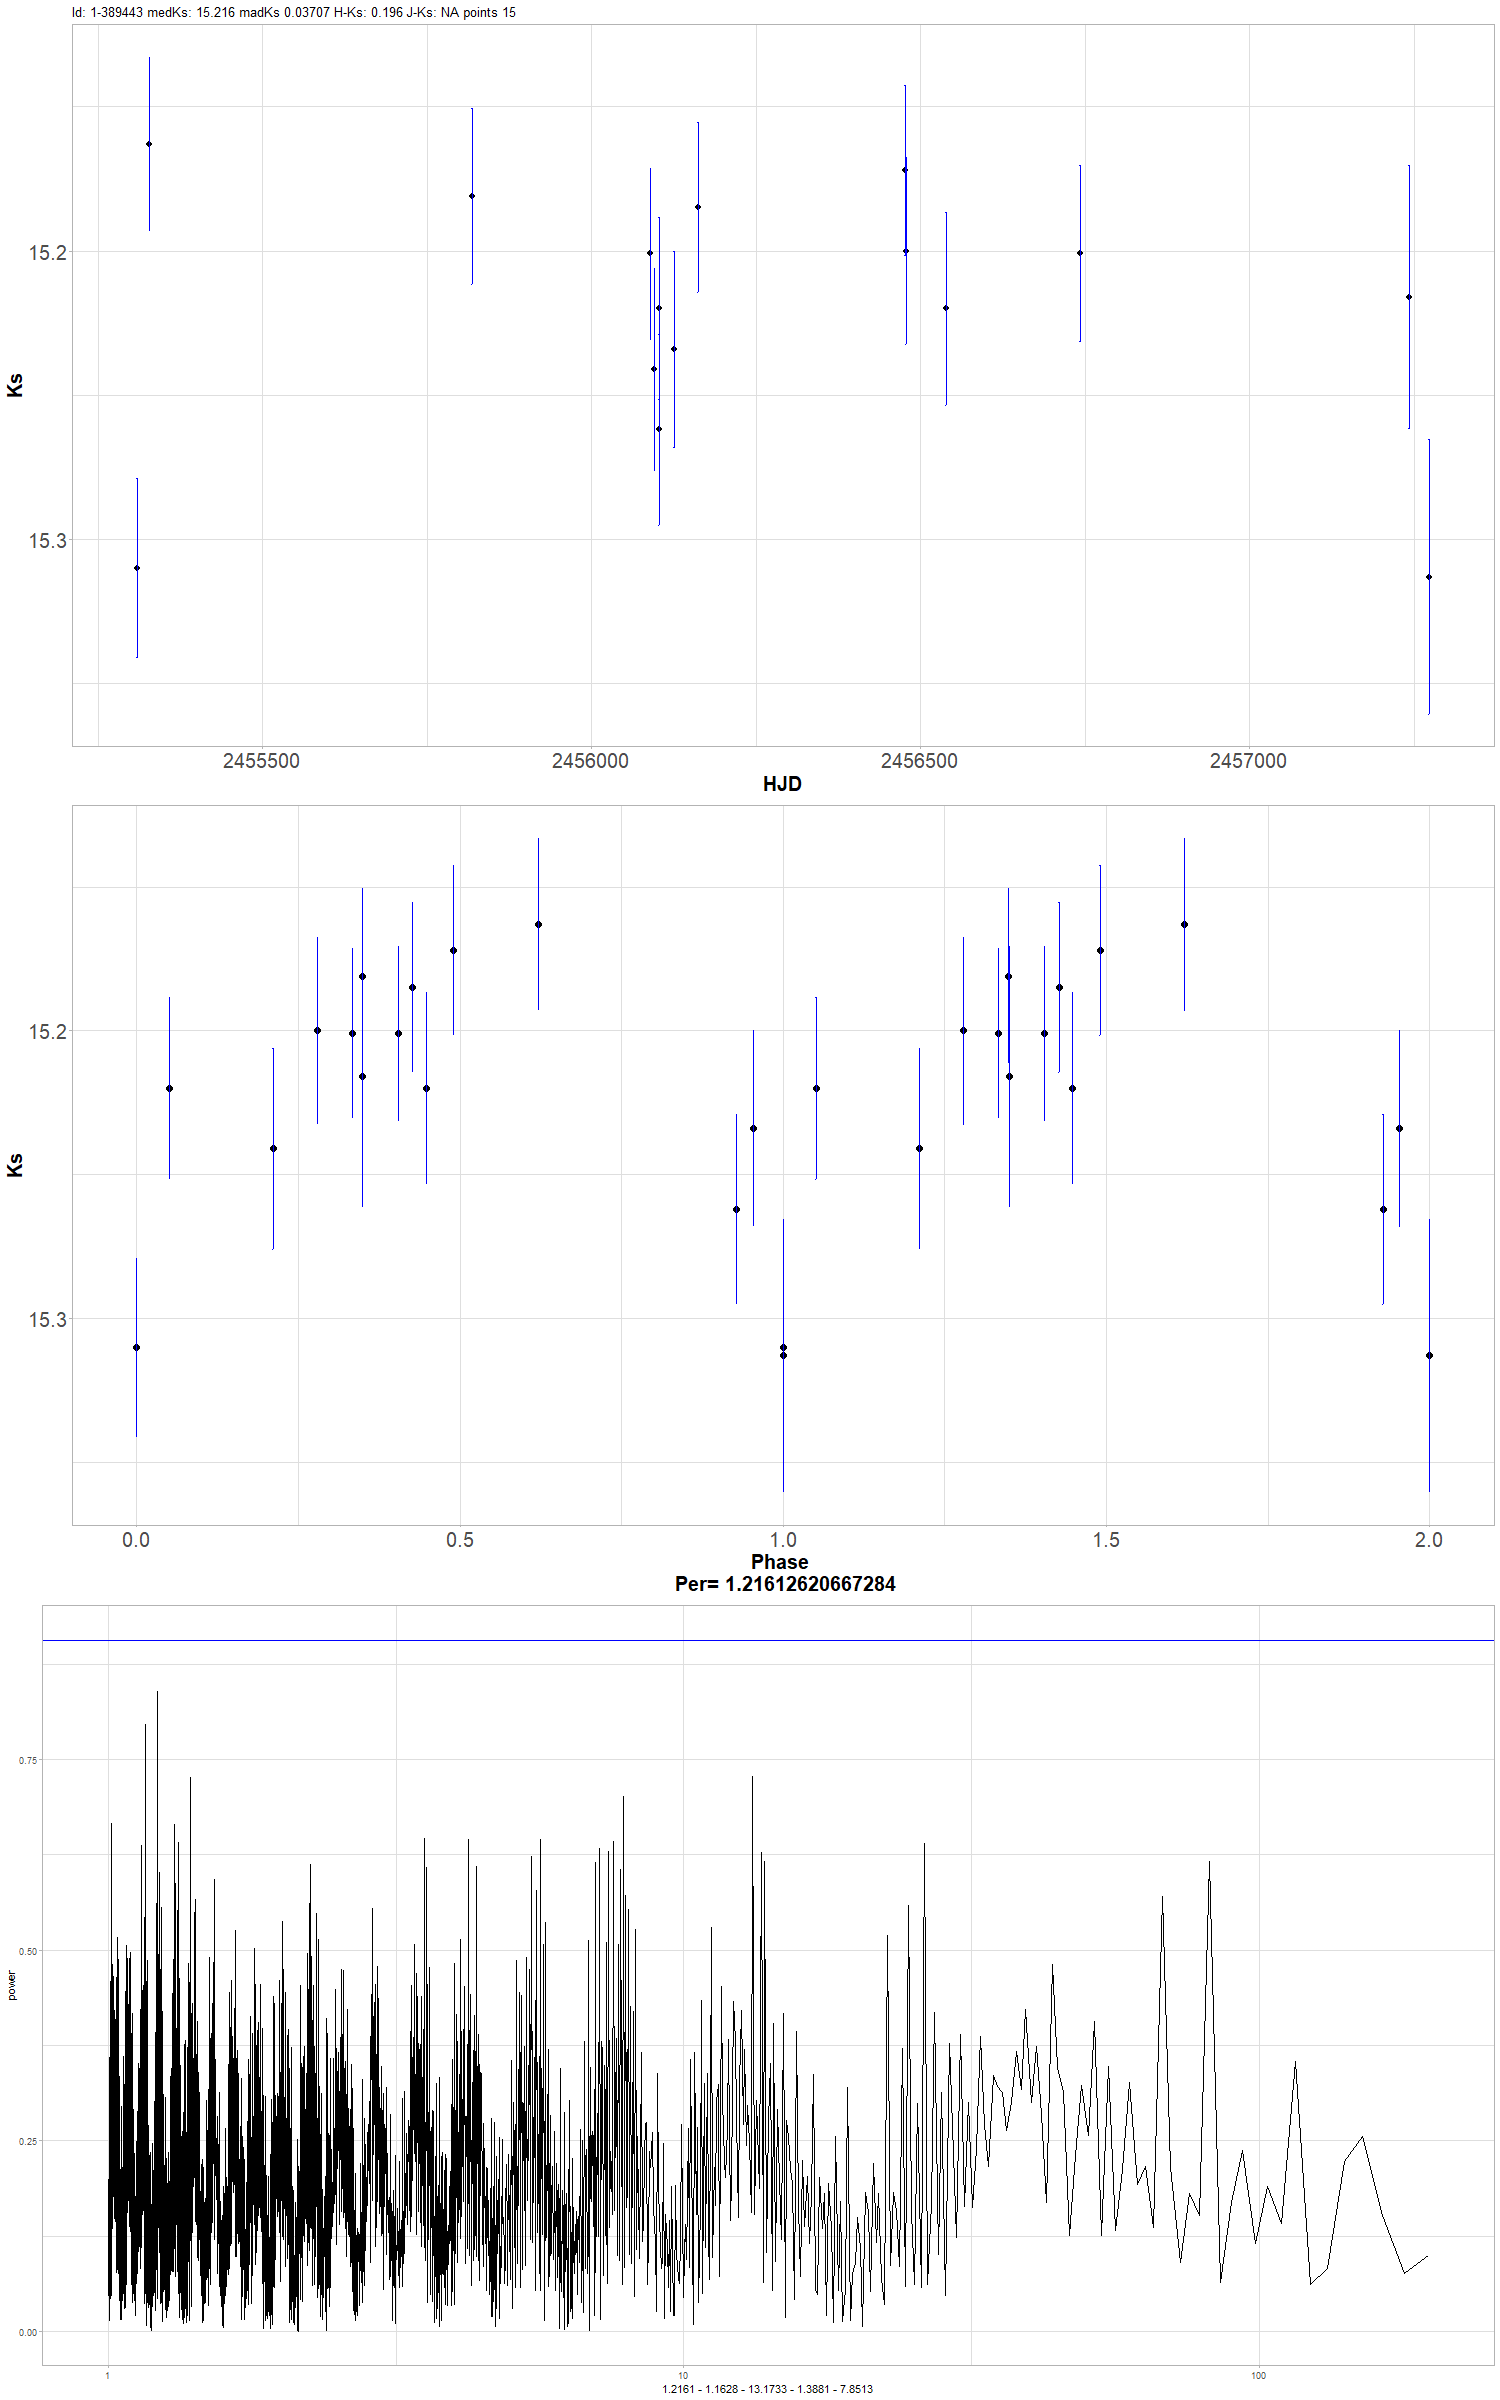 Id: 1-389443 medKs: 15.216 madKs 0.03707 H-Ks: 0.196 J-Ks: NA points 15
15.2
15.3
Ks
2455500 2456000 2456500 2457000
HJD
15.2
15.3
Ks
0.0 0.5 1.0 1.5 2.0
Phase
Per= 1.21612620667284
0.75
0.50
0.25
0.00
power
1 10 100
1.2161 - 1.1628 - 13.1733 - 1.3881 - 7.8513